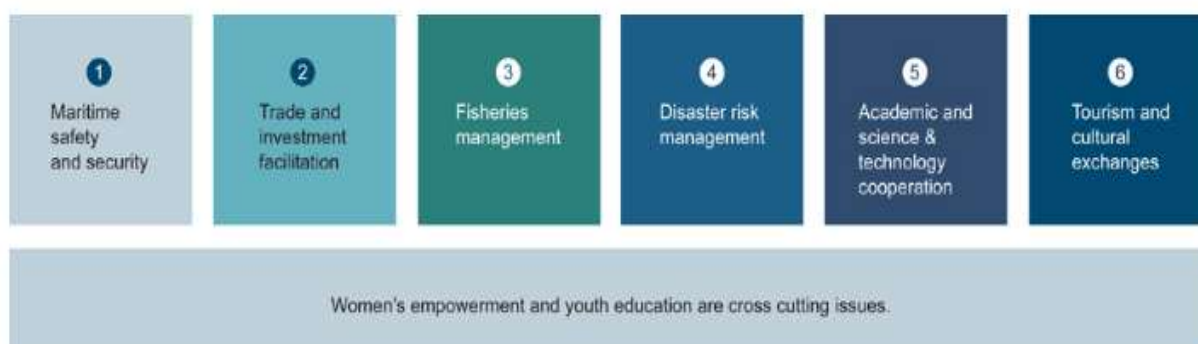 1
Maritime
safety
and security
2
Trade and
investment
facilitation
3
Fisheries
management
4
Disaster risk
management
5
Academic and
science &
technology
cooperation
6
Tourism and
cultural
exchanges
Women's empowerment and youth education are cross cutting issues.